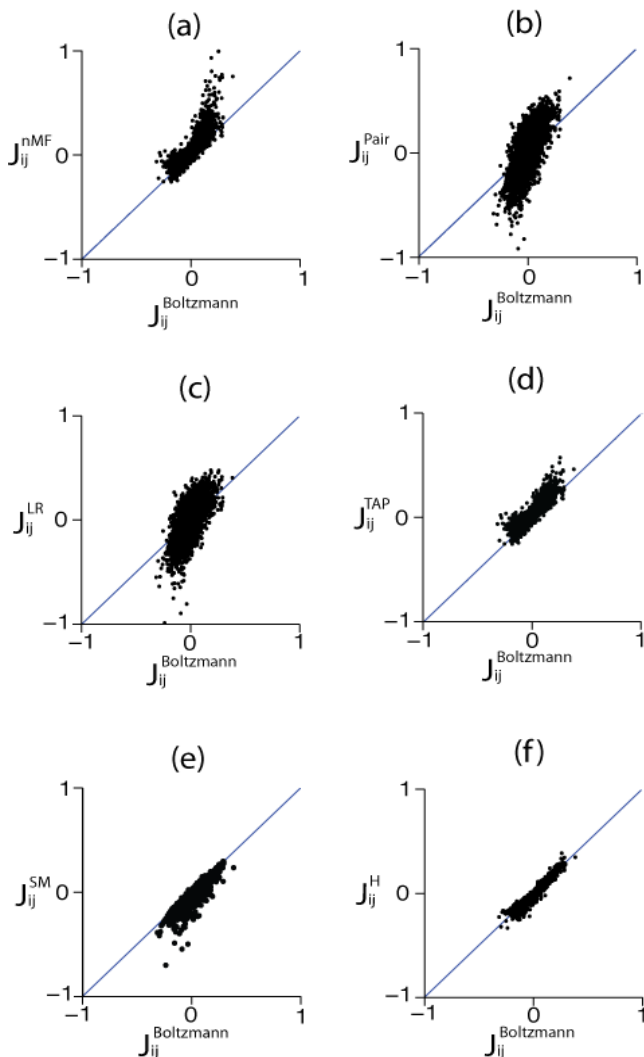 (a)
1
J_ij^nMF 0
−1
−1 0 1
J_ij^Boltzmann
(b)
1
J_ij^Pair 0
−1
−1 0 1
J_ij^Boltzmann
(c)
1
J_ij^LR 0
−1
−1 0 1
J_ij^Boltzmann
(d)
1
J_ij^TAP 0
−1
−1 0 1
J_ij^Boltzmann
(e)
1
J_ij^SM 0
−1
−1 0 1
J_ij^Boltzmann
(f)
1
J_ij^H 0
−1
−1 0 1
J_ij^Boltzmann